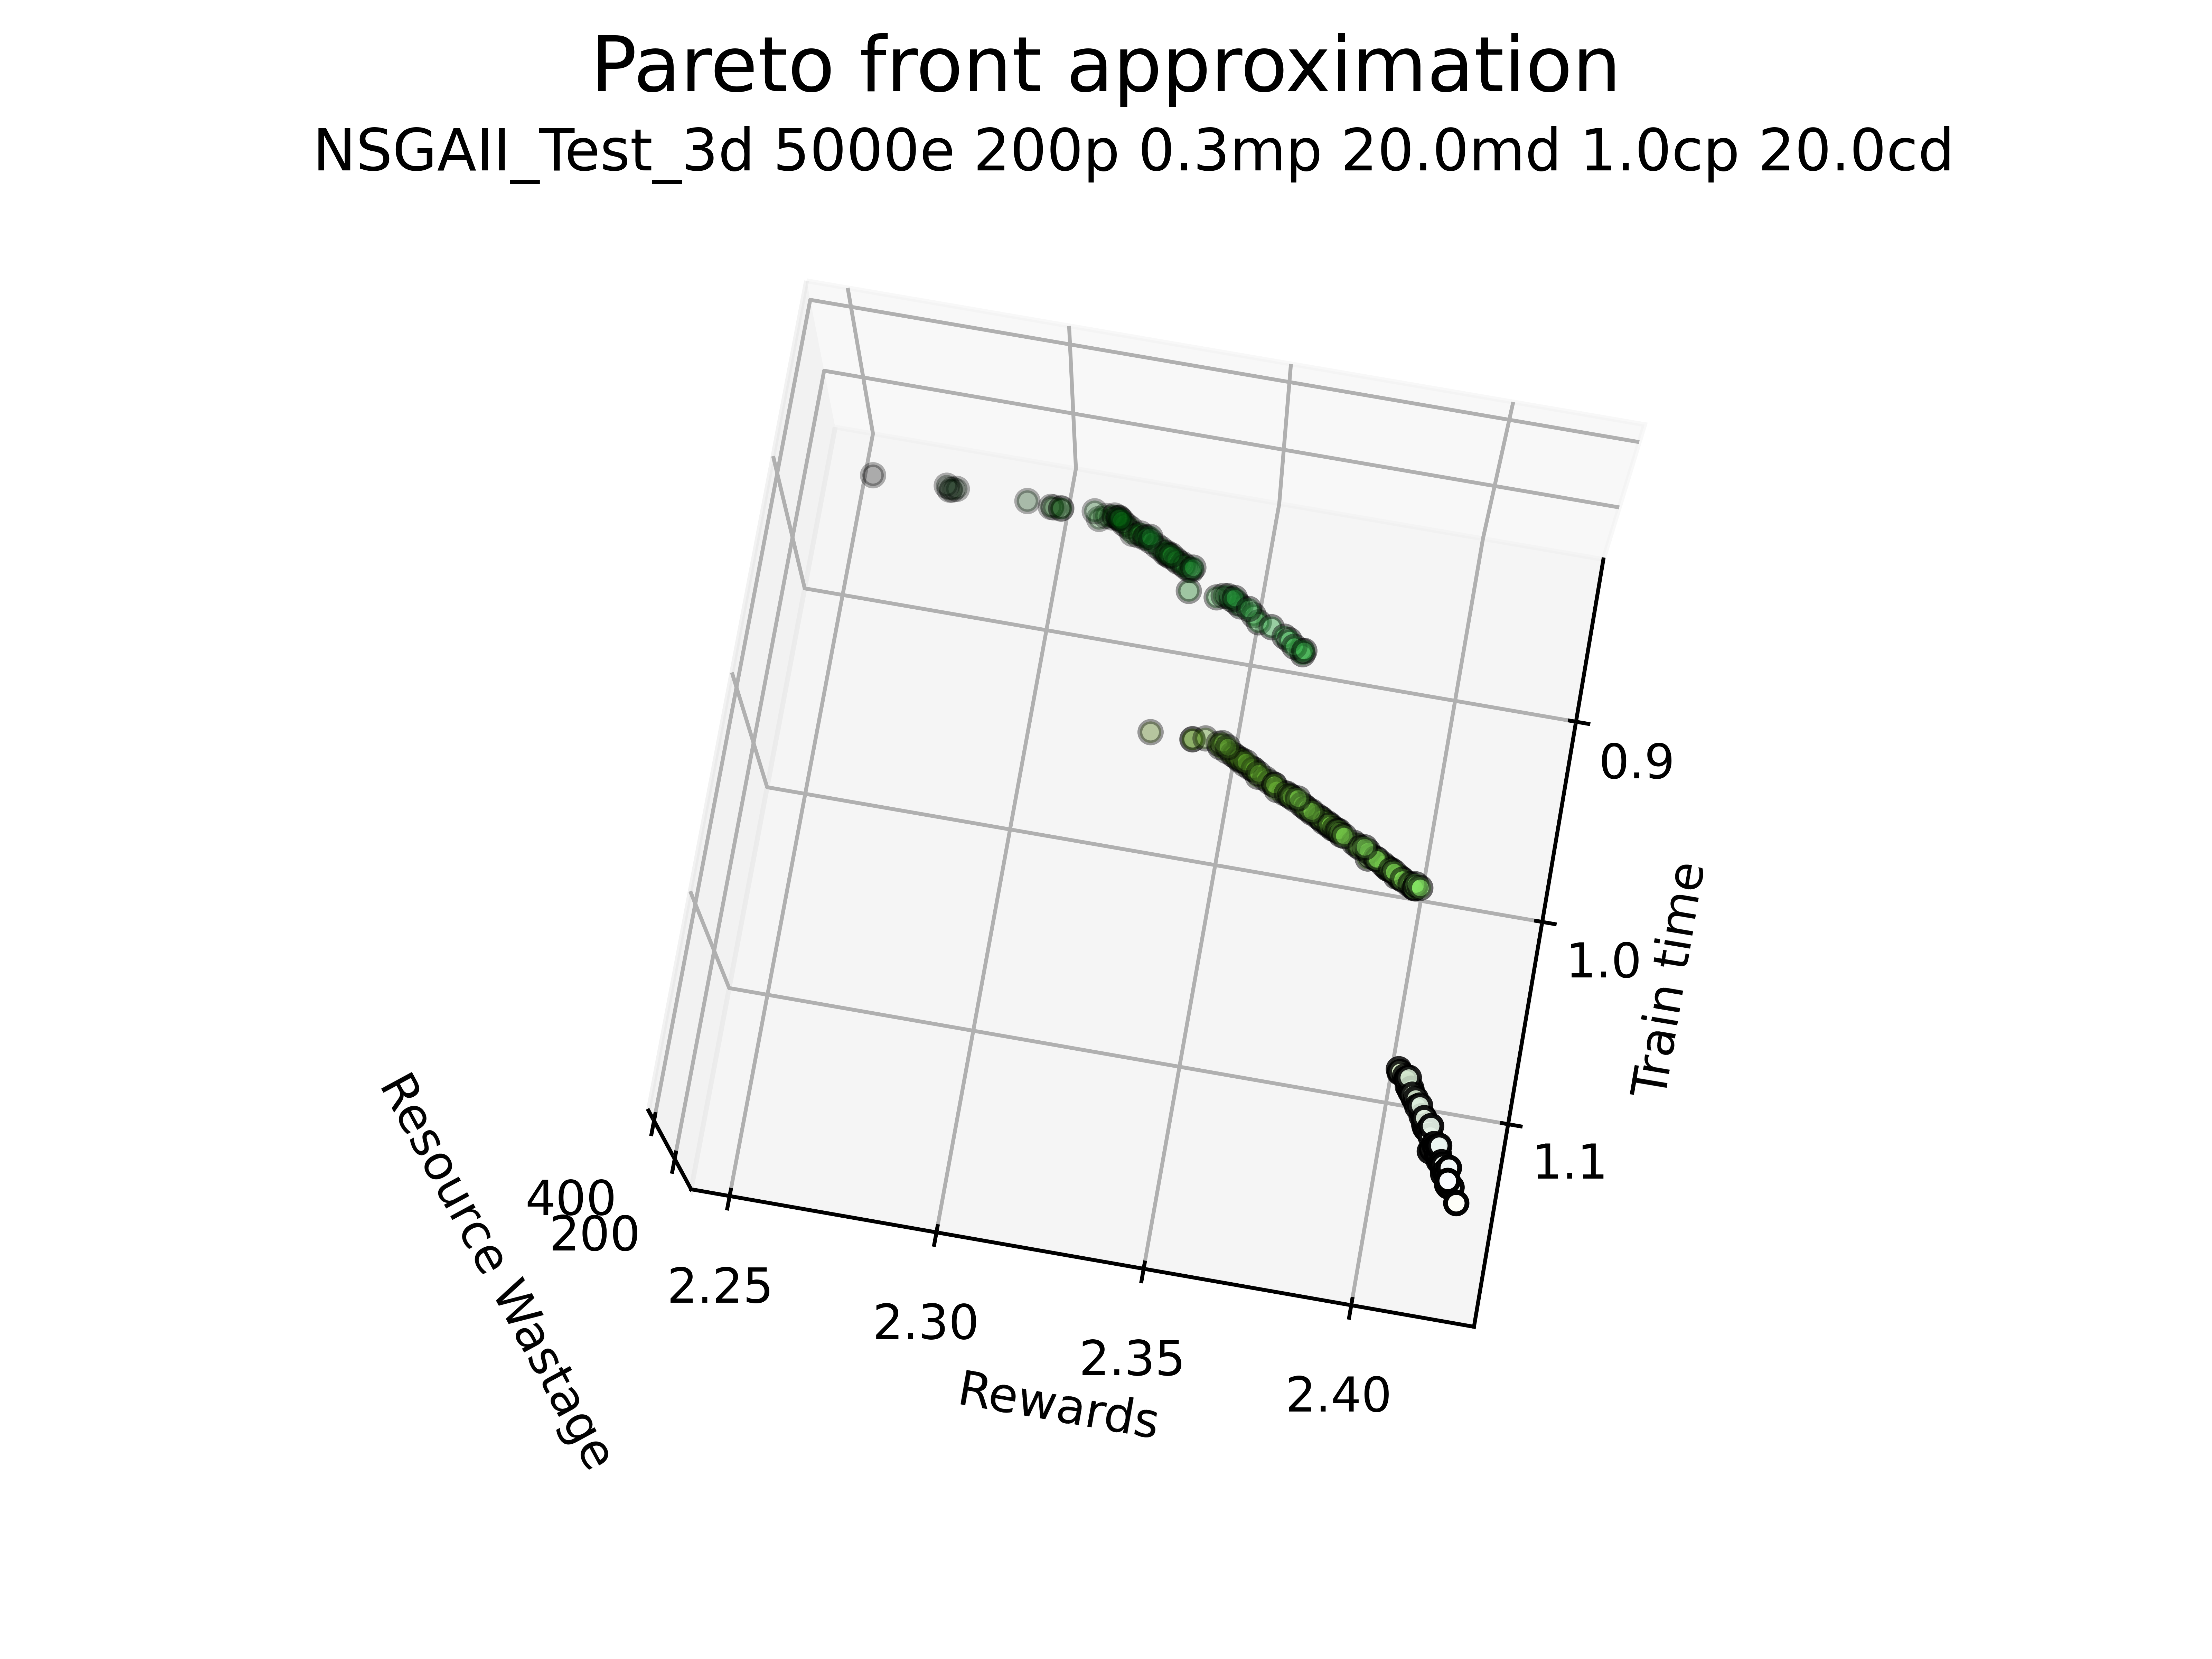 Pareto front approximation
NSGAII_Test_3d 5000e 200p 0.3mp 20.0md 1.0cp 20.0cd
0.9
1.0
1.1
Train time
400
200
Resource Wastage
2.25
2.30
2.35
2.40
Rewards